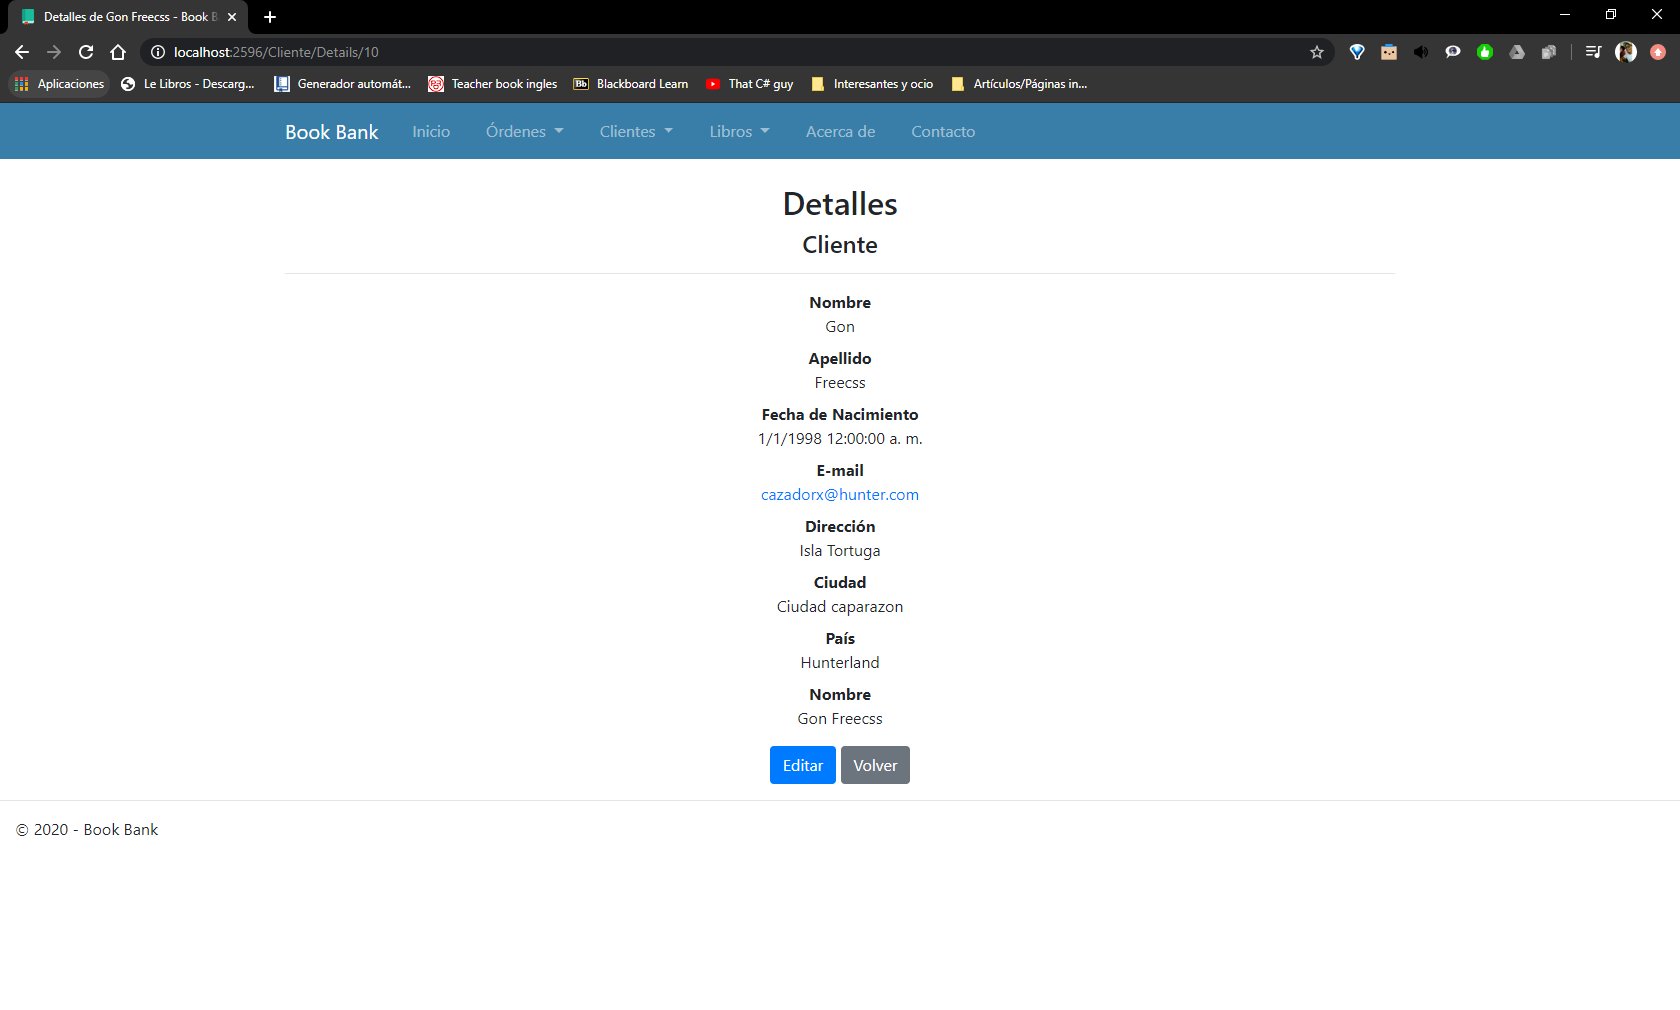 Detalles de Gon Freecss - Book B
localhost:2596/Cliente/Details/10
Aplicaciones Le Libros - Descarg... Generador automát... Teacher book ingles Bb Blackboard Learn That C# guy Interesantes y ocio Artículos/Páginas in...
Book Bank Inicio Órdenes Clientes Libros Acerca de Contacto
Detalles
Cliente
Nombre
Gon
Apellido
Freecss
Fecha de Nacimiento
1/1/1998 12:00:00 a. m.
E-mail
cazadorx@hunter.com
Dirección
Isla Tortuga
Ciudad
Ciudad caparazon
País
Hunterland
Nombre
Gon Freecss
Editar Volver
© 2020 - Book Bank